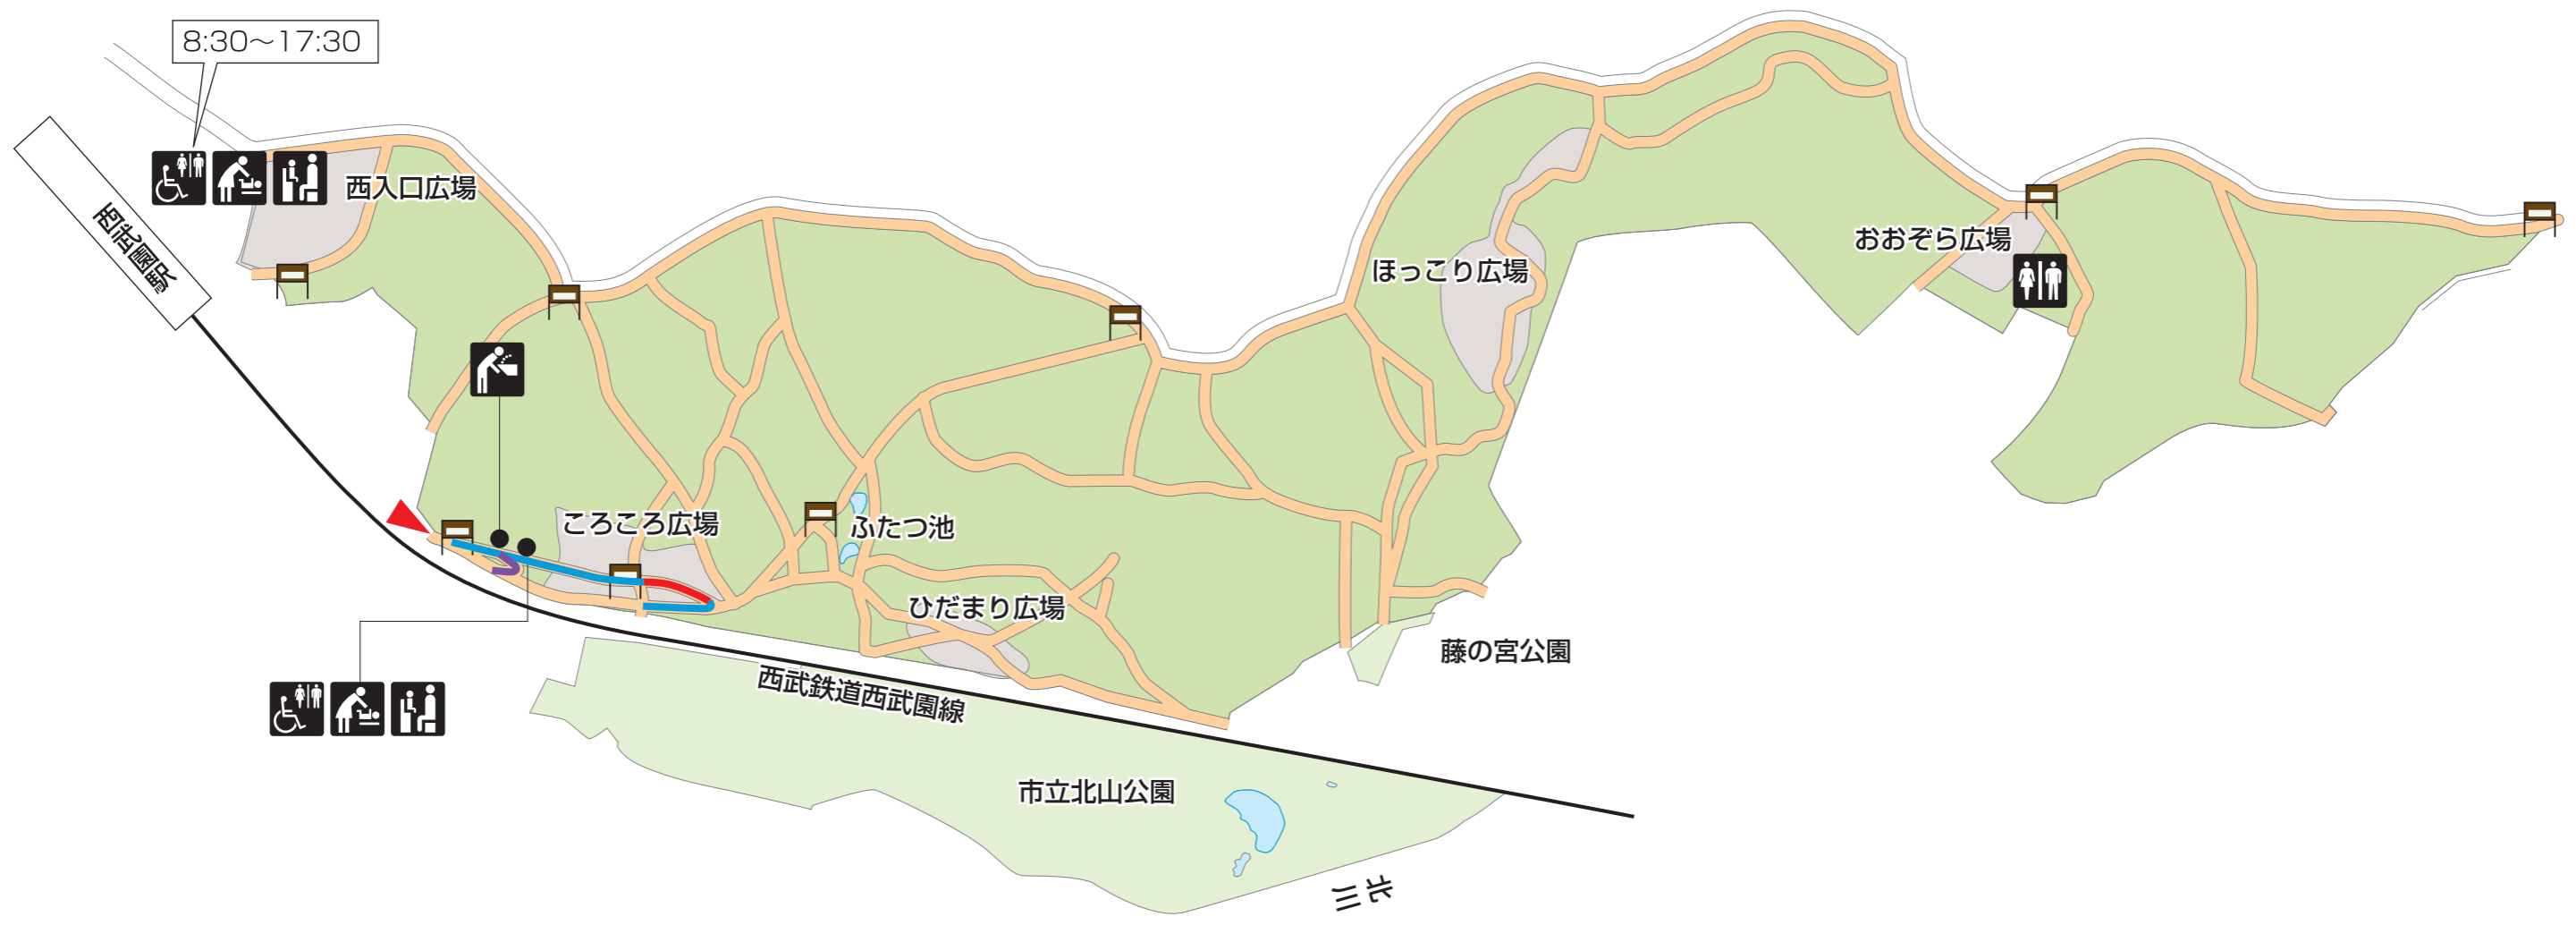 8:30～17:30
西武園駅
西入口広場
ほっこり広場
おおぞら広場
ころころ広場
ふたつ池
ひだまり広場
藤の宮公園
西武鉄道西武園線
市立北山公園
北川